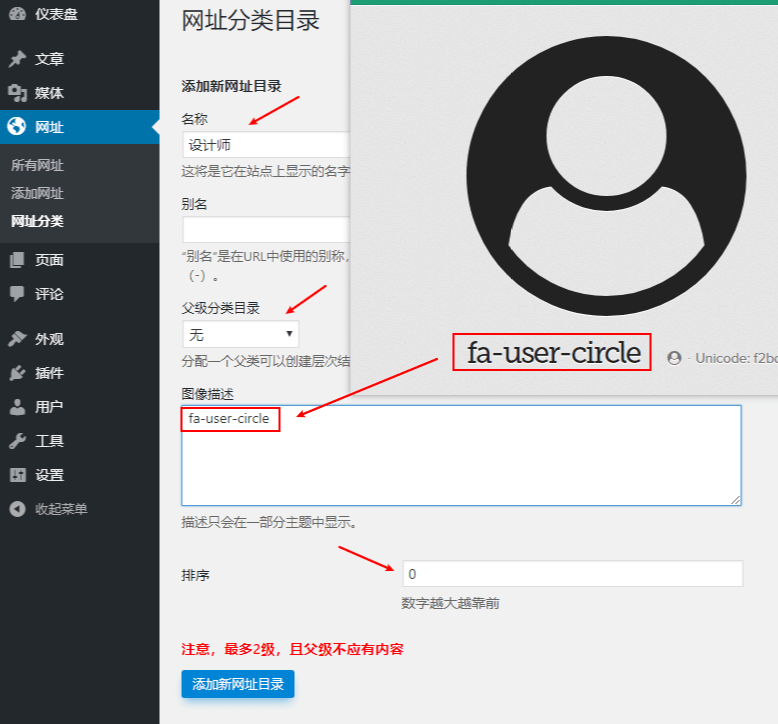 仪表盘
文章
媒体
网址
所有网址
添加网址
网址分类
页面
评论
外观
插件
用户
工具
设置
收起菜单
网址分类目录
添加新网址目录
名称
设计师
这将是它在站点上显示的名字
别名
“别名”是在URL中使用的别称，
（-）。
父级分类目录
无
分配一个父类可以创建层次结
fa-user-circle
· Unicode: f2bd
图像描述
fa-user-circle
描述只会在一部分主题中显示。
排序
0
数字越大越靠前
注意，最多2级，且父级不应有内容
添加新网址目录